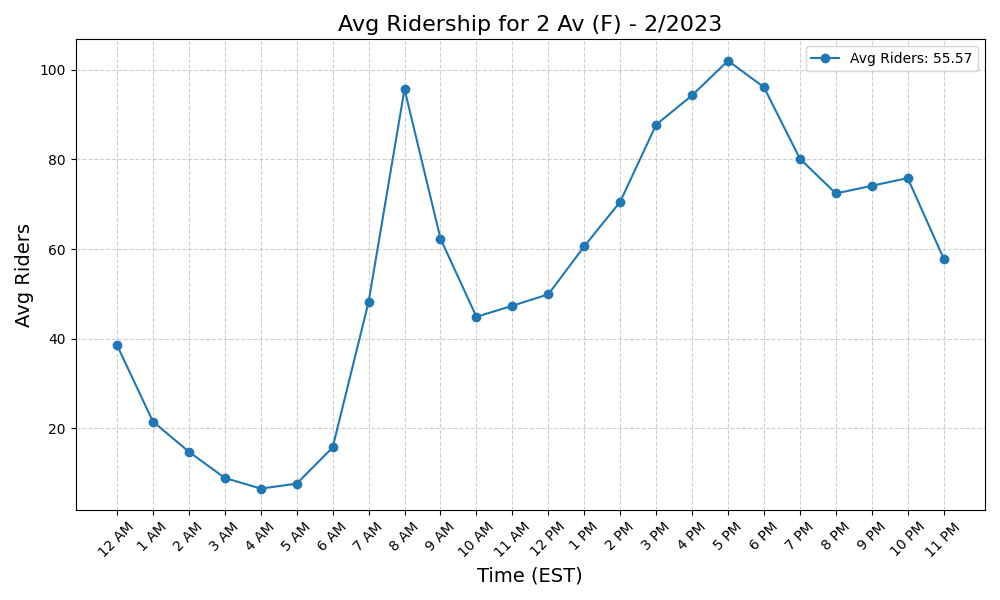 Avg Ridership for 2 Av (F) - 2/2023
Avg Riders: 55.57
Avg Riders
100
80
60
40
20
12 AM 1 AM 2 AM 3 AM 4 AM 5 AM 6 AM 7 AM 8 AM 9 AM 10 AM 11 AM 12 PM 1 PM 2 PM 3 PM 4 PM 5 PM 6 PM 7 PM 8 PM 9 PM 10 PM 11 PM
Time (EST)